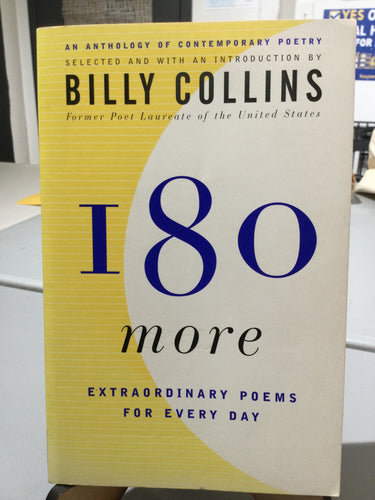 AN ANTHOLOGY OF CONTEMPORARY POETRY
SELECTED AND WITH AN INTRODUCTION BY
BILLY COLLINS
Former Poet Laureate of the United States
180
more
EXTRAORDINARY POEMS
FOR EVERY DAY
YES O